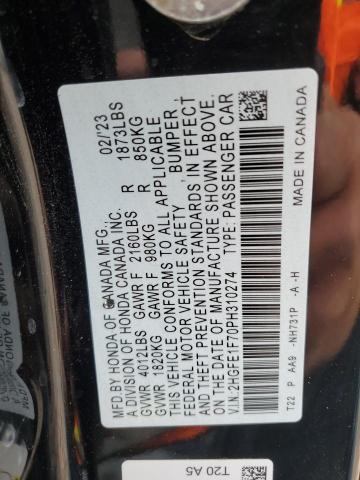 MFD.BY HONDA OF CANADA MFG., 02/'23
A DIVISION OF HONDA CANADA INC.
GVWR 4012LBS GAWR F 2160LBS R 1873LBS
GVWR 1820KG GAWR F 980KG R 850KG
THIS VEHICLE CONFORMS TO ALL APPLICABLE
FEDERAL MOTOR VEHICLE SAFETY, BUMPER,
AND THEFT PREVENTION STANDARDS IN EFFECT
ON THE DATE OF MANUFACTURE SHOWN ABOVE.
V.I.N: 2HGFE1F70PH310274 TYPE: PASSENGER CAR
T22 P AA9 -NH731P -A -H MADE IN CANADA
T20 A5